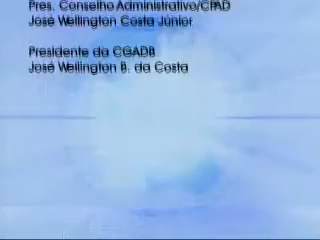 Pres. Conselho Administrativo/CPAD
José Wellington Costa Júnior
Presidente da CGADB
José Wellington B. da Costa